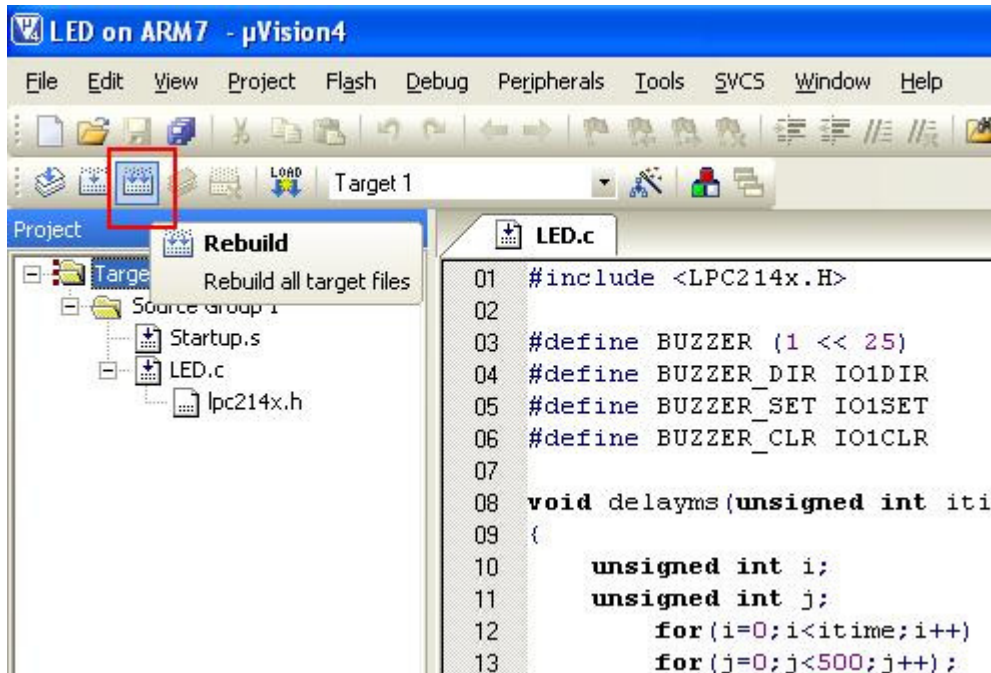 LED on ARM7 - µVision4
File Edit View Project Flash Debug Peripherals Tools SVCS Window Help
LOAD Target 1
Project
Rebuild
Rebuild all target files
LED.c
Source Group 1
Startup.s
LED.c
lpc214x.h
01 #include <LPC214x.H>
02
03 #define BUZZER (1 << 25)
04 #define BUZZER_DIR IO1DIR
05 #define BUZZER_SET IO1SET
06 #define BUZZER_CLR IO1CLR
07
08 void delayms(unsigned int iti
09 {
10 unsigned int i;
11 unsigned int j;
12 for(i=0;i<itime;i++)
13 for(j=0;j<500;j++);